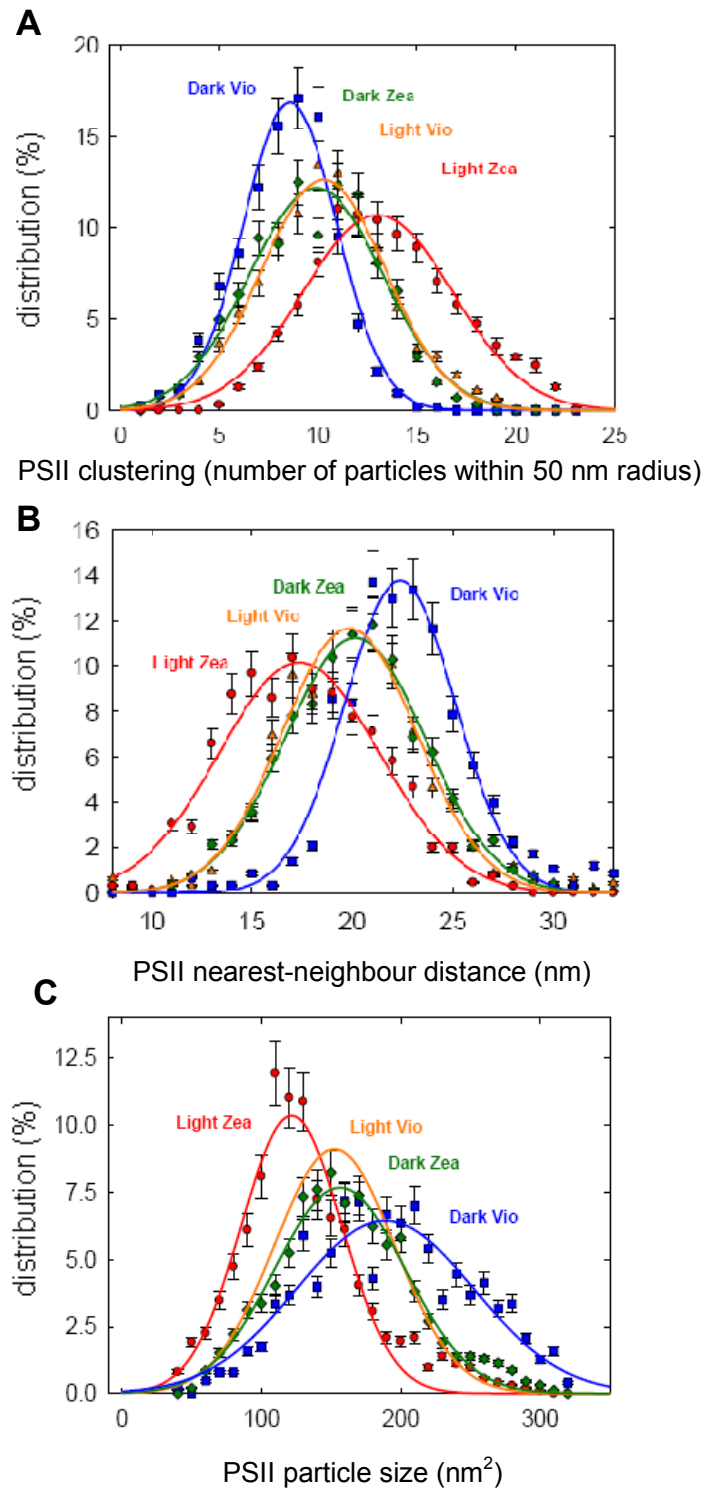 A
20
15
10
5
0
distribution (%)
Dark Vio
Dark Zea
Light Vio
Light Zea
0 5 10 15 20 25
PSII clustering (number of particles within 50 nm radius)
B
16
14
12
10
8
6
4
2
0
distribution (%)
Dark Zea
Dark Vio
Light Vio
Light Zea
10 15 20 25 30
PSII nearest-neighbour distance (nm)
C
12.5
10.0
7.5
5.0
2.5
0.0
distribution (%)
Light Zea
Light Vio
Dark Zea
Dark Vio
0 100 200 300
PSII particle size (nm²)